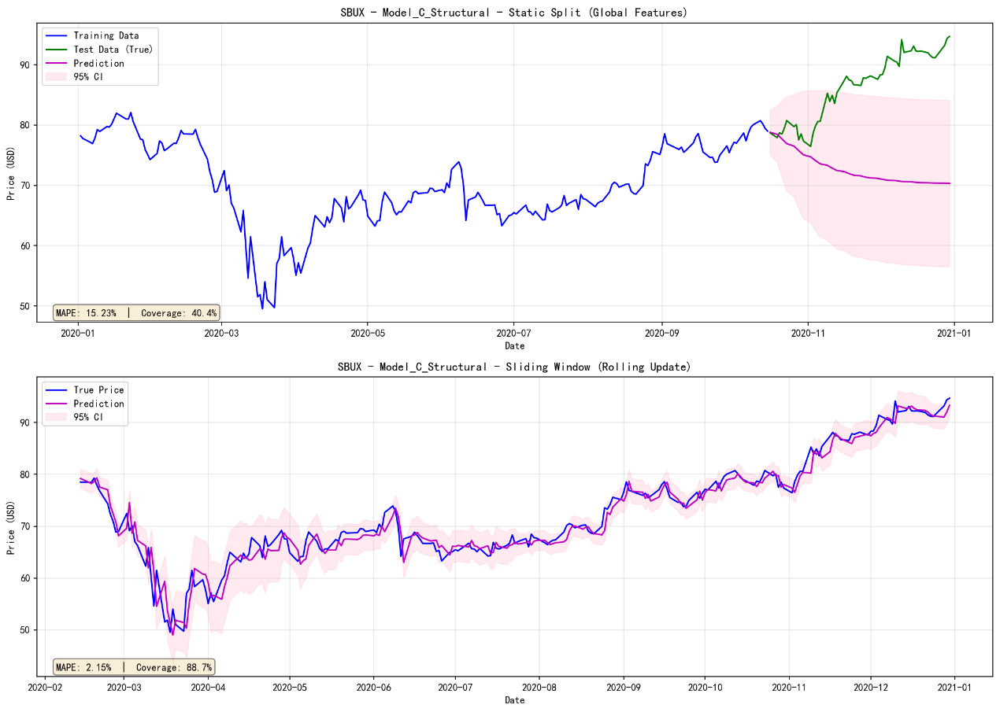 SBUX - Model_C_Structural - Static Split (Global Features)
Training Data
Test Data (True)
Prediction
95% CI
90
80
70
60
50
Price (USD)
MAPE: 15.23% | Coverage: 40.4%
2020-01 2020-03 2020-05 2020-07 2020-09 2020-11 2021-01
Date
SBUX - Model_C_Structural - Sliding Window (Rolling Update)
True Price
Prediction
95% CI
90
80
70
60
50
Price (USD)
MAPE: 2.15% | Coverage: 88.7%
2020-02 2020-03 2020-04 2020-05 2020-06 2020-07 2020-08 2020-09 2020-10 2020-11 2020-12 2021-01
Date